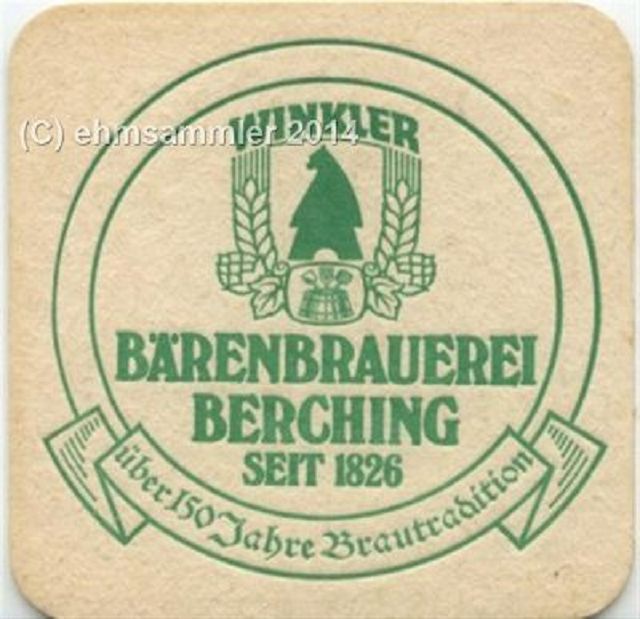 (C) ehmsammler 2014
WINKLER
BÄRENBRAUEREI
BERCHING
SEIT 1826
über 150 Jahre Brautradition